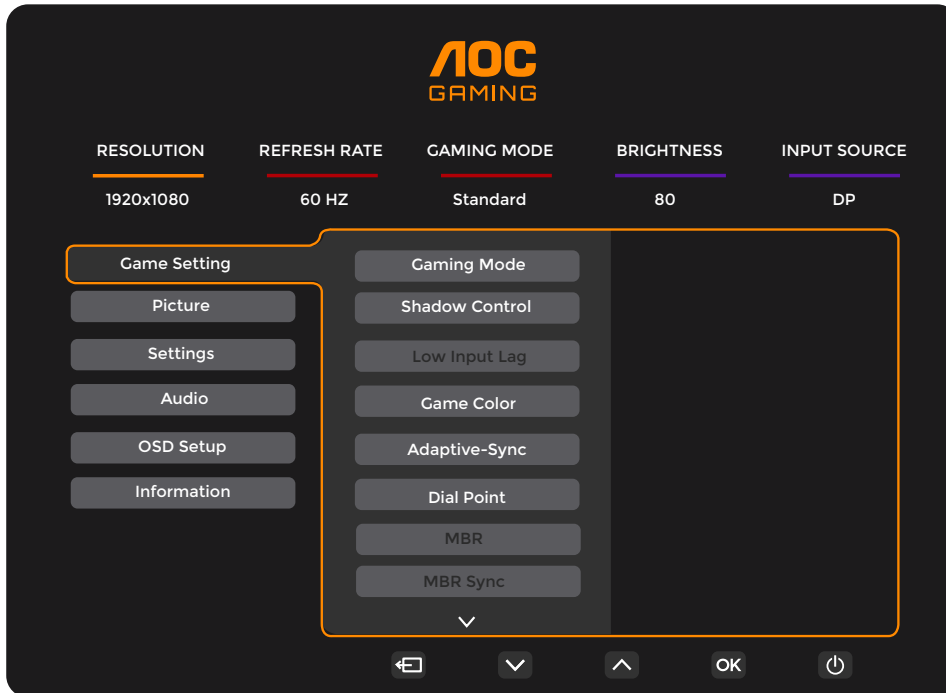 AOC
GAMING
RESOLUTION REFRESH RATE GAMING MODE BRIGHTNESS INPUT SOURCE
1920x1080 60 HZ Standard 80 DP
Game Setting
Picture
Settings
Audio
OSD Setup
Information
Gaming Mode
Shadow Control
Low Input Lag
Game Color
Adaptive-Sync
Dial Point
MBR
MBR Sync
OK